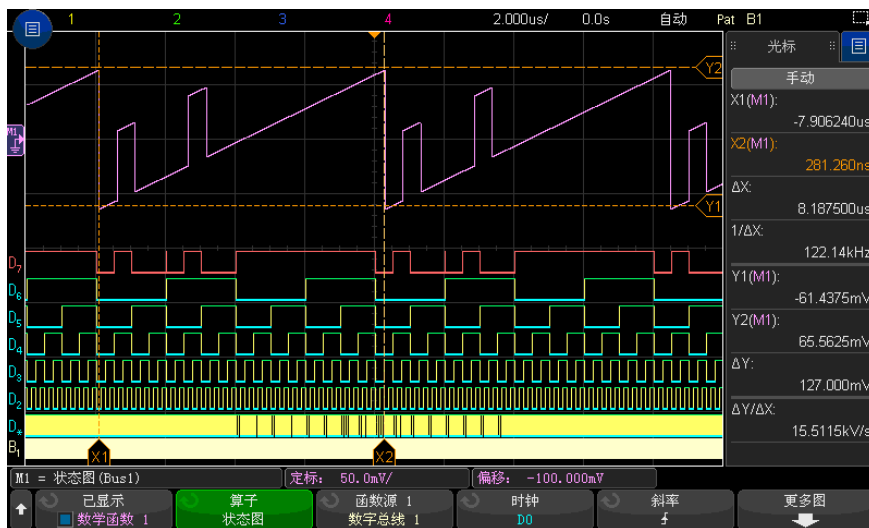 1 2 3 4 2.000us/ 0.0s 自动 Pat B1
光标
手动
X1(M1):
-7.906240us
X2(M1):
281.260ns
ΔX:
8.187500us
1/ΔX:
122.14kHz
Y1(M1):
-61.4375mV
Y2(M1):
65.5625mV
ΔY:
127.000mV
ΔY/ΔX:
15.5115kV/s
Y2
M1
Y1
D7
D6
D5
D4
D3
D2
D*
B1
X1 X2
M1 = 状态图(Bus1) 定标: 50.0mV/ 偏移: -100.000mV
已显示 算子 函数源 1 时钟 斜率 更多图
数学函数 1 状态图 数字总线 1 D0